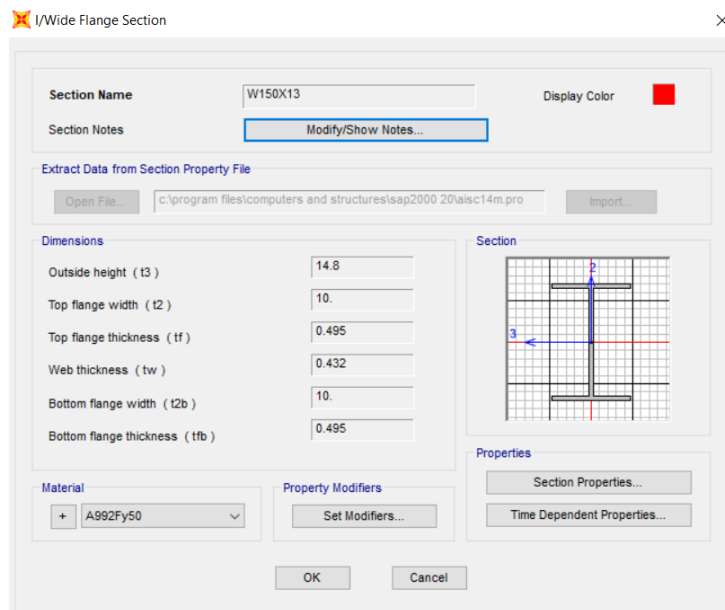 I/Wide Flange Section
Section Name W150X13 Display Color
Section Notes Modify/Show Notes...
Extract Data from Section Property File
Open File... c:\program files\computers and structures\sap2000 20\aisc14m.pro Import...
Dimensions
Outside height ( t3 ) 14.8
Top flange width ( t2 ) 10.
Top flange thickness ( tf ) 0.495
Web thickness ( tw ) 0.432
Bottom flange width ( t2b ) 10.
Bottom flange thickness ( tfb ) 0.495
Section
2
3
Properties
Section Properties...
Time Dependent Properties...
Material
+ A992Fy50
Property Modifiers
Set Modifiers...
OK Cancel